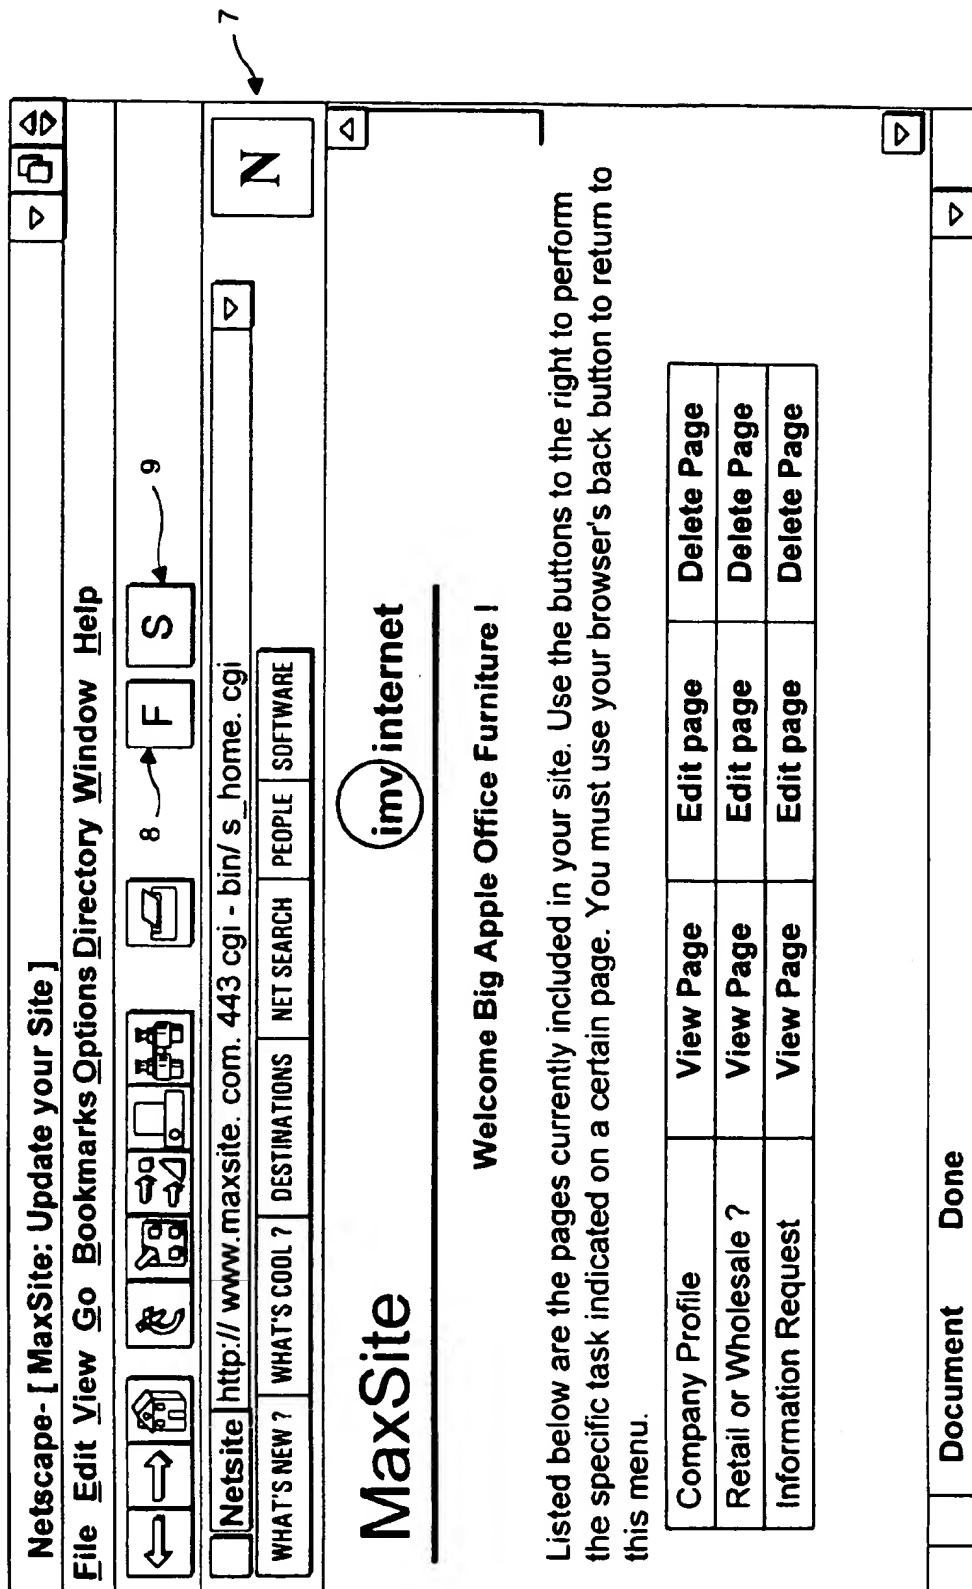 Netscape- [ MaxSite: Update your Site ]
File Edit View Go Bookmarks Options Directory Window Help
8 F S 9
Netsite http:// www.maxsite. com. 443 cgi - bin/ s_home. cgi
N 7
WHAT'S NEW ? WHAT'S COOL ? DESTINATIONS NET SEARCH PEOPLE SOFTWARE
MaxSite imv internet
Welcome Big Apple Office Furniture !
Listed below are the pages currently included in your site. Use the buttons to the right to perform
the specific task indicated on a certain page. You must use your browser's back button to return to
this menu.
Company Profile View Page Edit page Delete Page
Retail or Wholesale ? View Page Edit page Delete Page
Information Request View Page Edit page Delete Page
Document Done